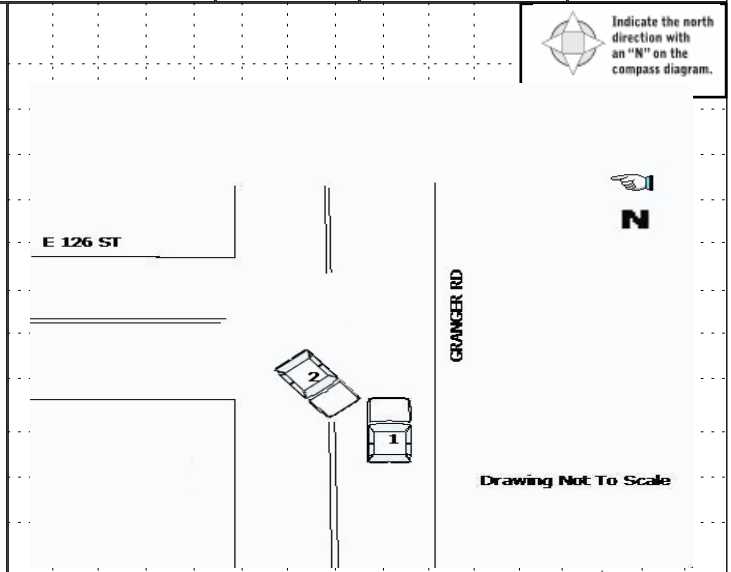 Indicate the north
direction with
an "N" on the
compass diagram.
N
E 126 ST
GRANGER RD
2
1
Drawing Not To Scale